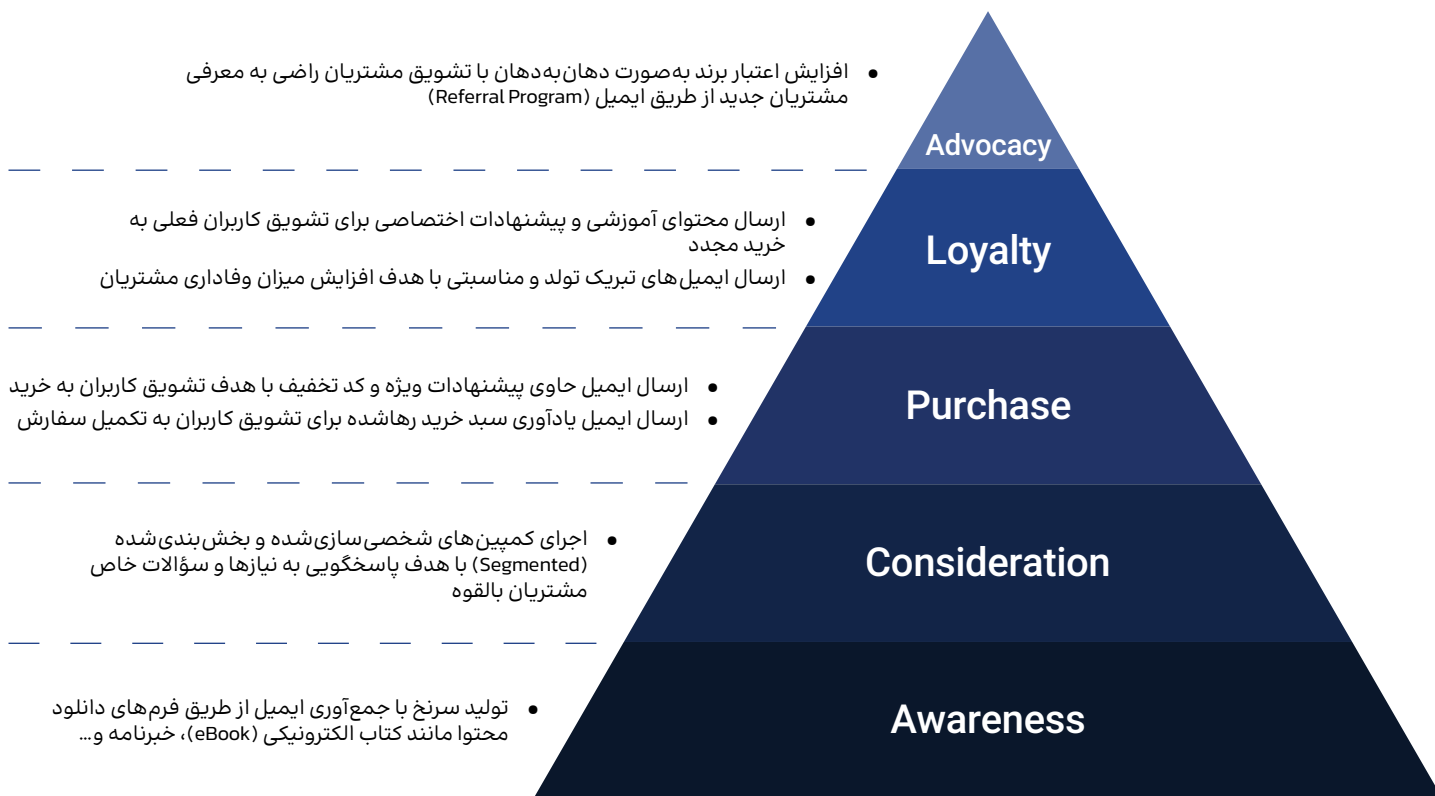 • افزایش اعتبار برند به‌صورت دهان‌به‌دهان با تشویق مشتریان راضی به معرفی
مشتریان جدید از طریق ایمیل (Referral Program)
Advocacy
• ارسال محتوای آموزشی و پیشنهادات اختصاصی برای تشویق کاربران فعلی به
خرید مجدد
• ارسال ایمیل‌های تبریک تولد و مناسبتی با هدف افزایش میزان وفاداری مشتریان
Loyalty
• ارسال ایمیل حاوی پیشنهادات ویژه و کد تخفیف با هدف تشویق کاربران به خرید
• ارسال ایمیل یادآوری سبد خرید رهاشده برای تشویق کاربران به تکمیل سفارش
Purchase
• اجرای کمپین‌های شخصی‌سازی‌شده و بخش‌بندی‌شده
(Segmented) با هدف پاسخگویی به نیازها و سؤالات خاص
مشتریان بالقوه
Consideration
• تولید سرنخ با جمع‌آوری ایمیل از طریق فرم‌های دانلود
محتوا مانند کتاب الکترونیکی (eBook)، خبرنامه و...
Awareness